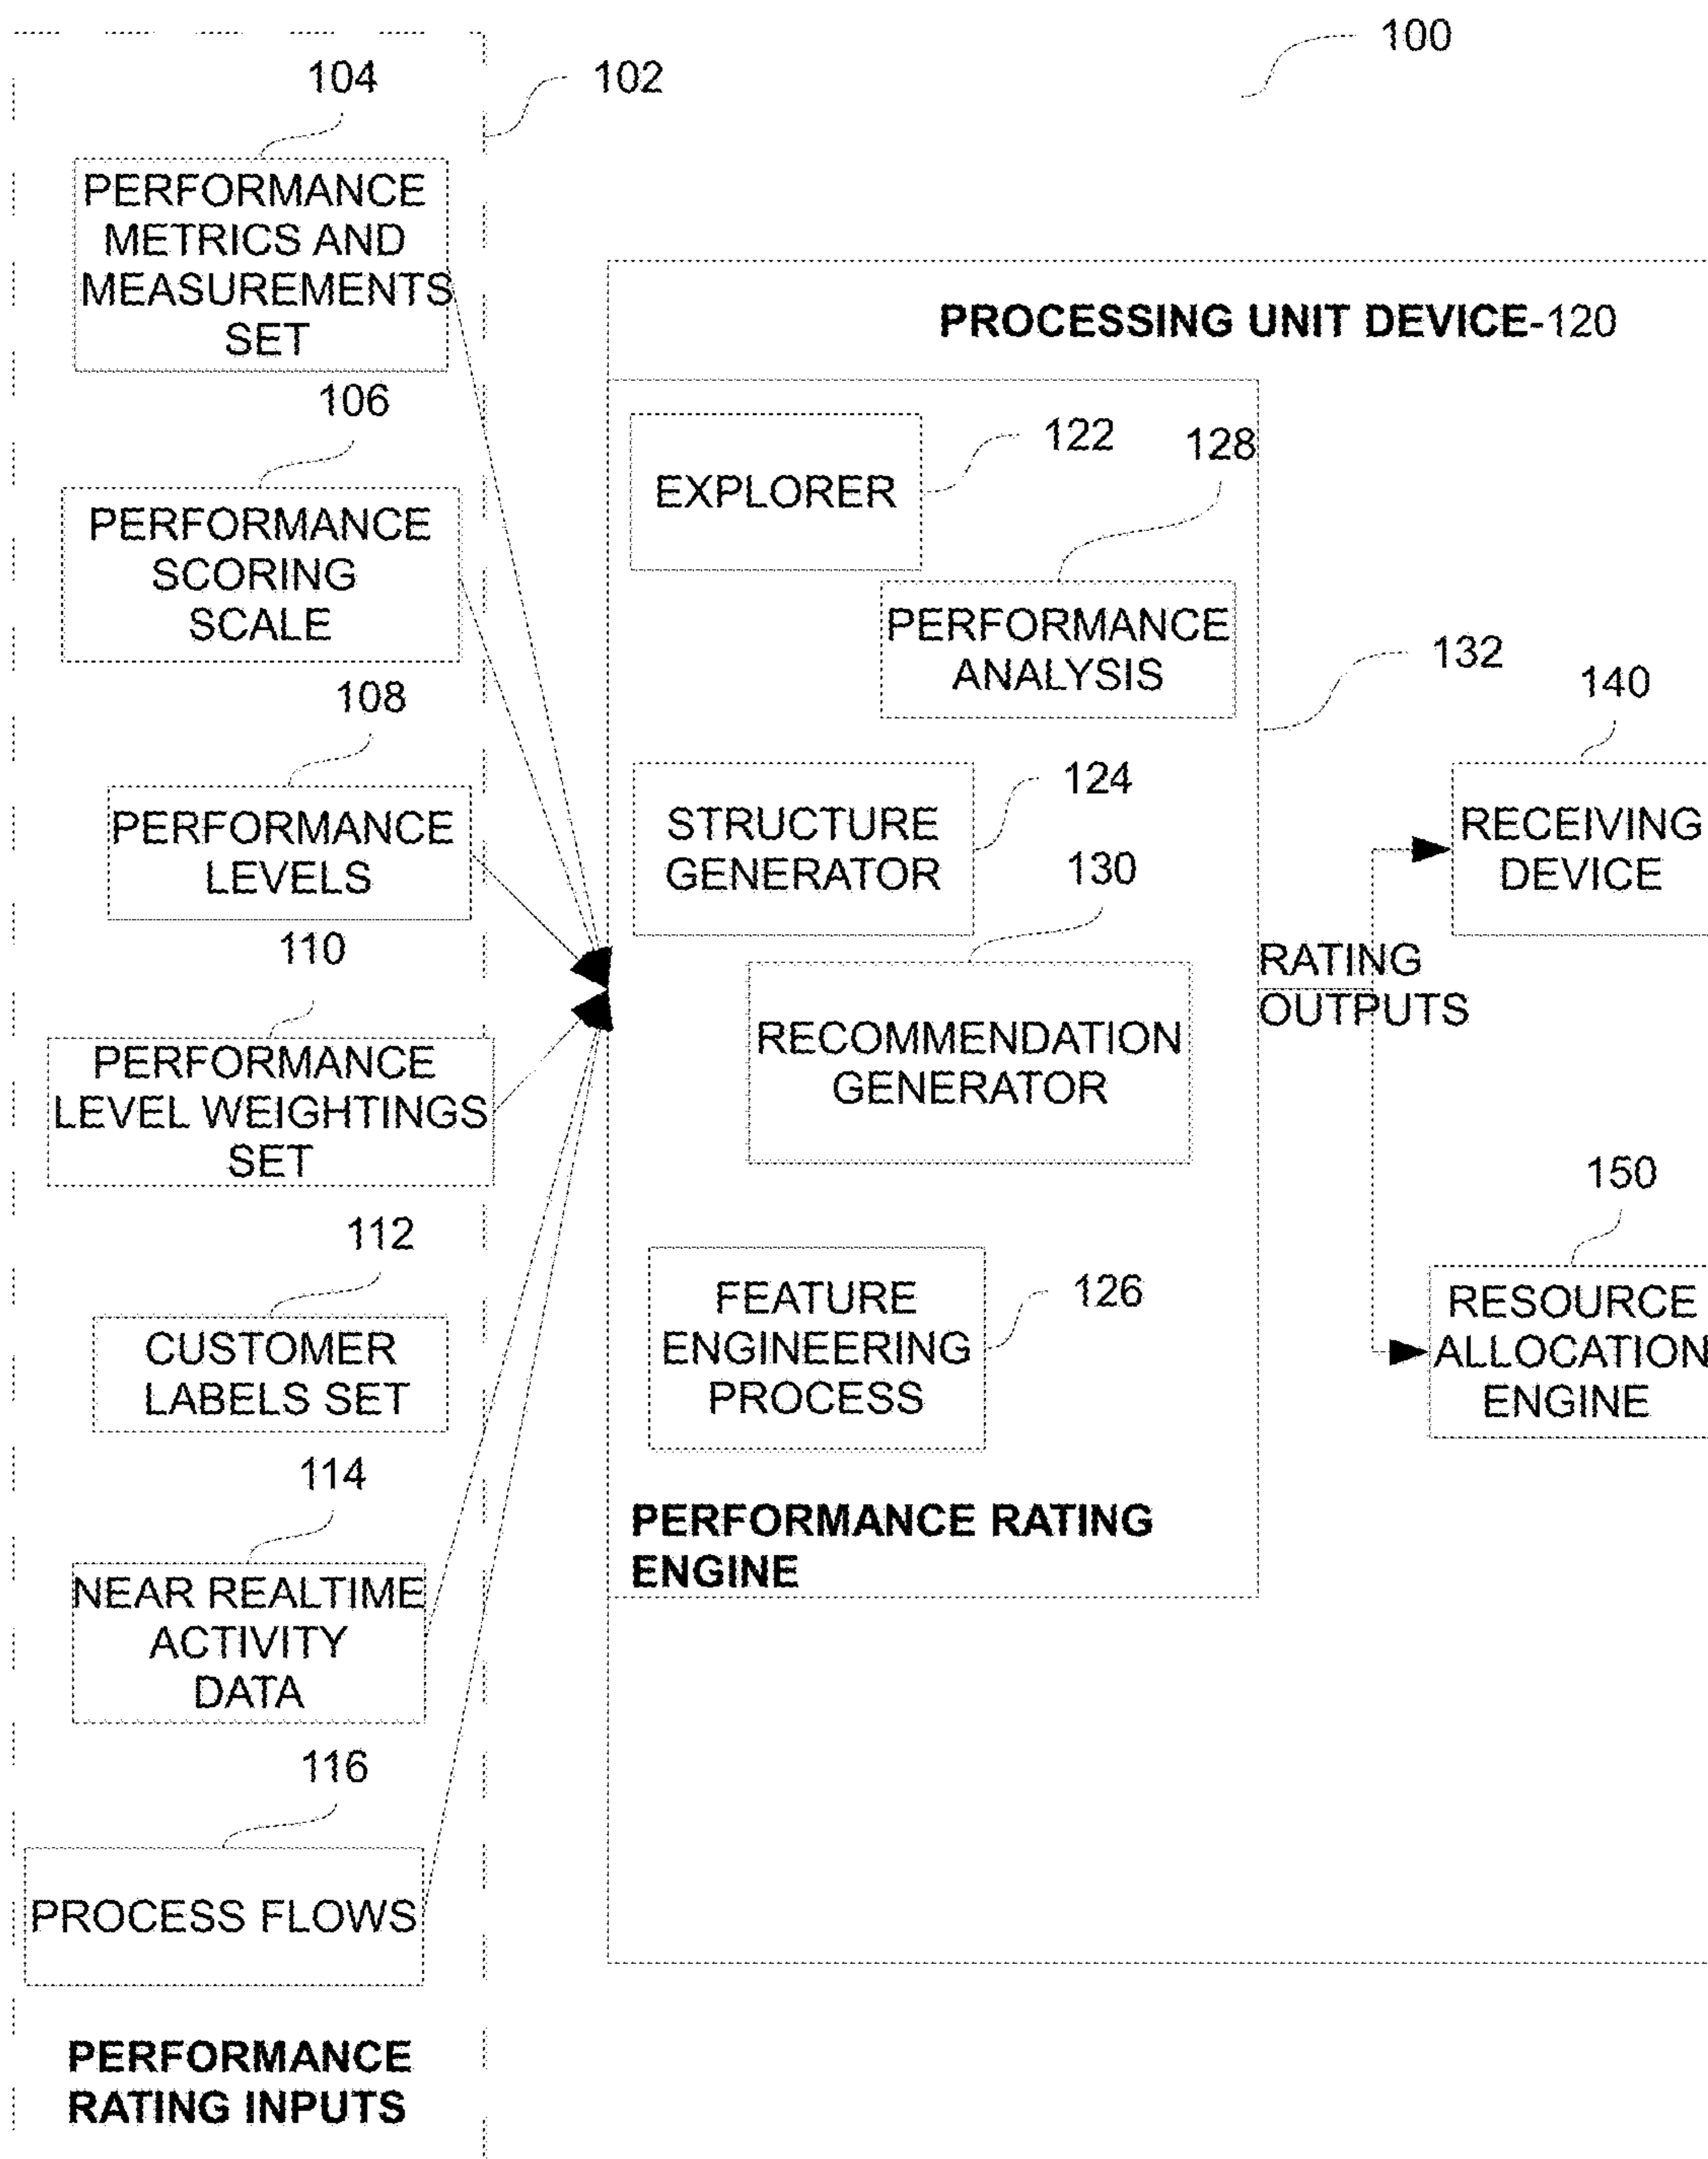 100
102
104
PERFORMANCE
METRICS AND
MEASUREMENTS
SET
106
PERFORMANCE
SCORING
SCALE
108
PERFORMANCE
LEVELS
110
PERFORMANCE
LEVEL WEIGHTINGS
SET
112
CUSTOMER
LABELS SET
114
NEAR REALTIME
ACTIVITY
DATA
116
PROCESS FLOWS
PERFORMANCE
RATING INPUTS
PROCESSING UNIT DEVICE-120
EXPLORER
122
128
PERFORMANCE
ANALYSIS
132
STRUCTURE
GENERATOR
124
130
RECOMMENDATION
GENERATOR
FEATURE
ENGINEERING
PROCESS
126
PERFORMANCE RATING
ENGINE
RATING
OUTPUTS
140
RECEIVING
DEVICE
150
RESOURCE
ALLOCATION
ENGINE